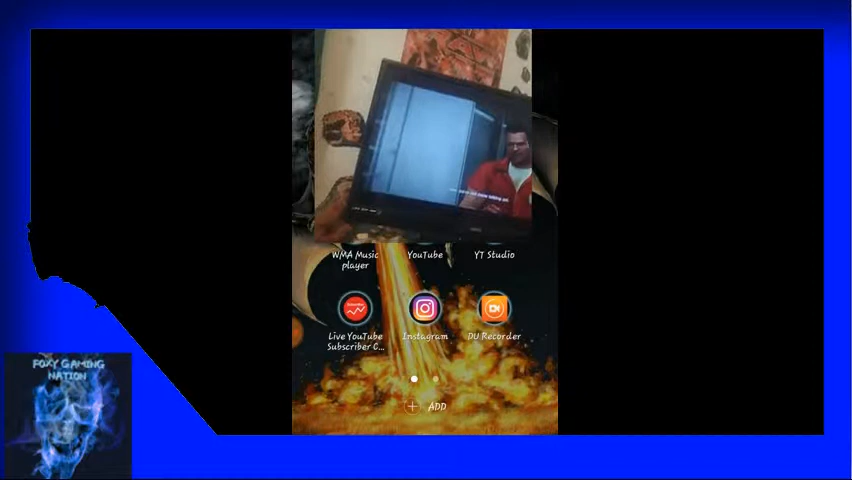 WMA Music
player
YouTube
YT Studio
Live YouTube
Subscriber C...
Instagram
DU Recorder
ADD
FOXY GAMING
NATION